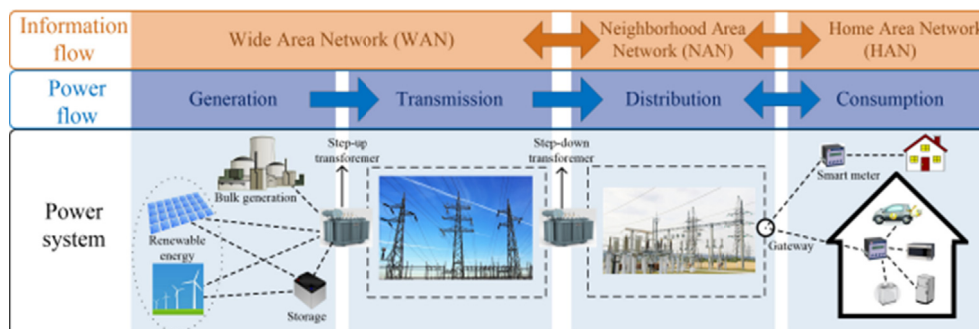 Information
flow
Wide Area Network (WAN)
Neighborhood Area
Network (NAN)
Home Area Network
(HAN)
Power
flow
Generation
Transmission
Distribution
Consumption
Power
system
Step-up
transforemer
Step-down
transforemer
Bulk generation
Renewable
energy
Storage
Smart meter
Gateway